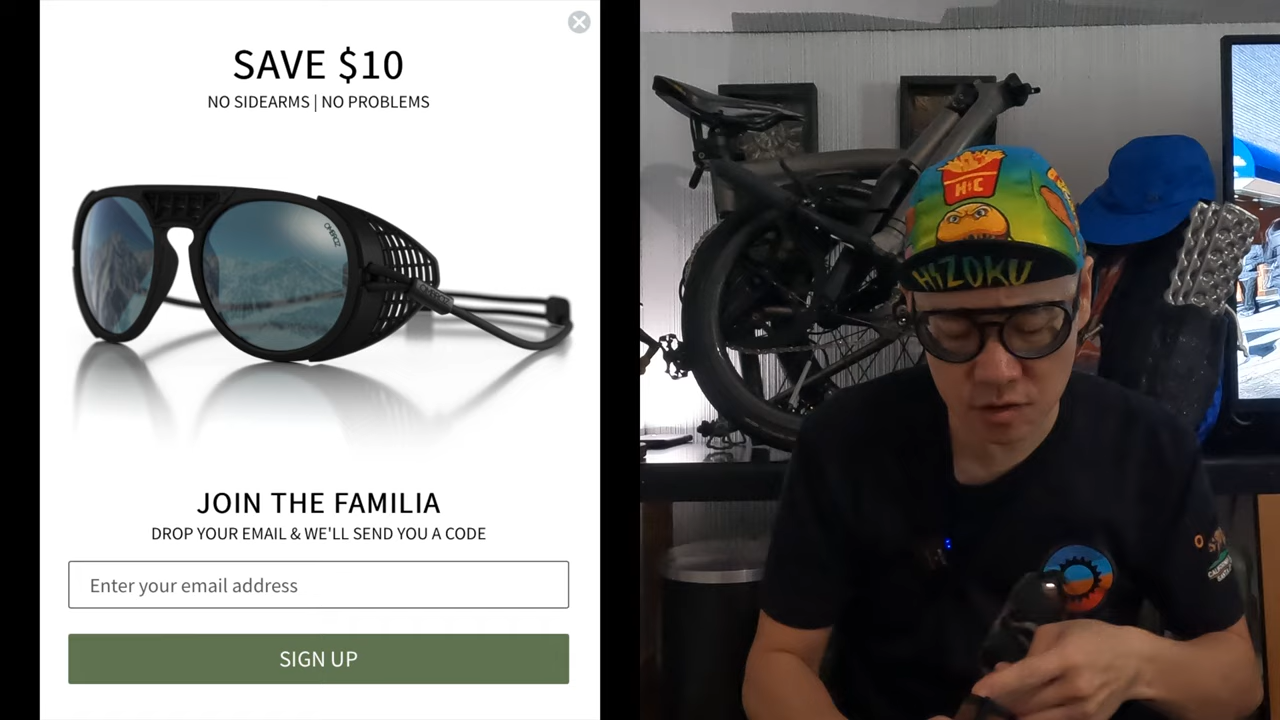 SAVE $10
NO SIDEARMS | NO PROBLEMS
OMBRAZ
JOIN THE FAMILIA
DROP YOUR EMAIL & WE'LL SEND YOU A CODE
Enter your email address
SIGN UP
H&C
HIZOKU